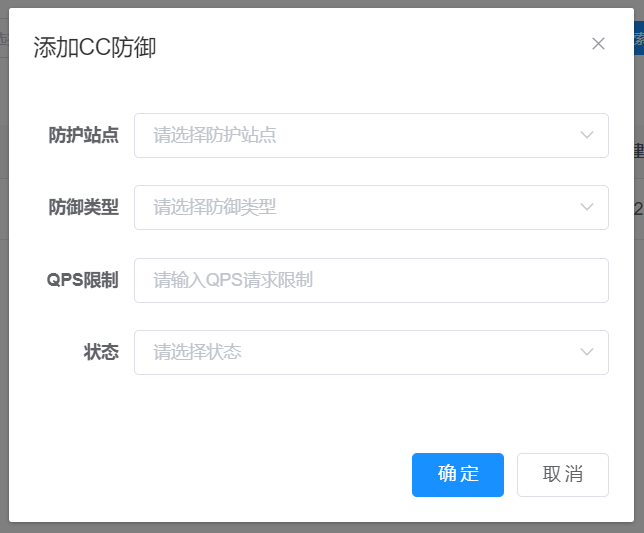 添加CC防御
防护站点 请选择防护站点
防御类型 请选择防御类型
QPS限制 请输入QPS请求限制
状态 请选择状态
确定 取消